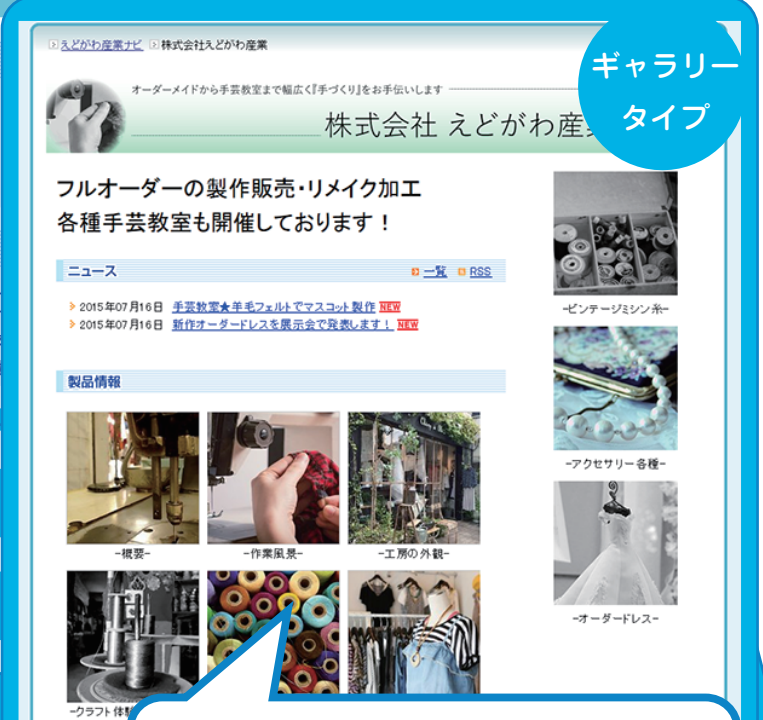 えどがわ産業ナビ 株式会社えどがわ産業
ギャラリー
タイプ
オーダーメイドから手芸教室まで幅広く『手づくり』をお手伝いします
株式会社 えどがわ産
フルオーダーの製作販売・リメイク加工
各種手芸教室も開催しております！
ニュース 一覧 RSS
2015年07月16日 手芸教室★羊毛フェルトでマスコット製作 NEW
2015年07月16日 新作オーダードレスを展示会で発表します！ NEW
製品情報
-概要- -作業風景- -工房の外観-
-クラフト体
-ビンテージミシン糸-
-アクセサリー各種-
-オーダードレス-